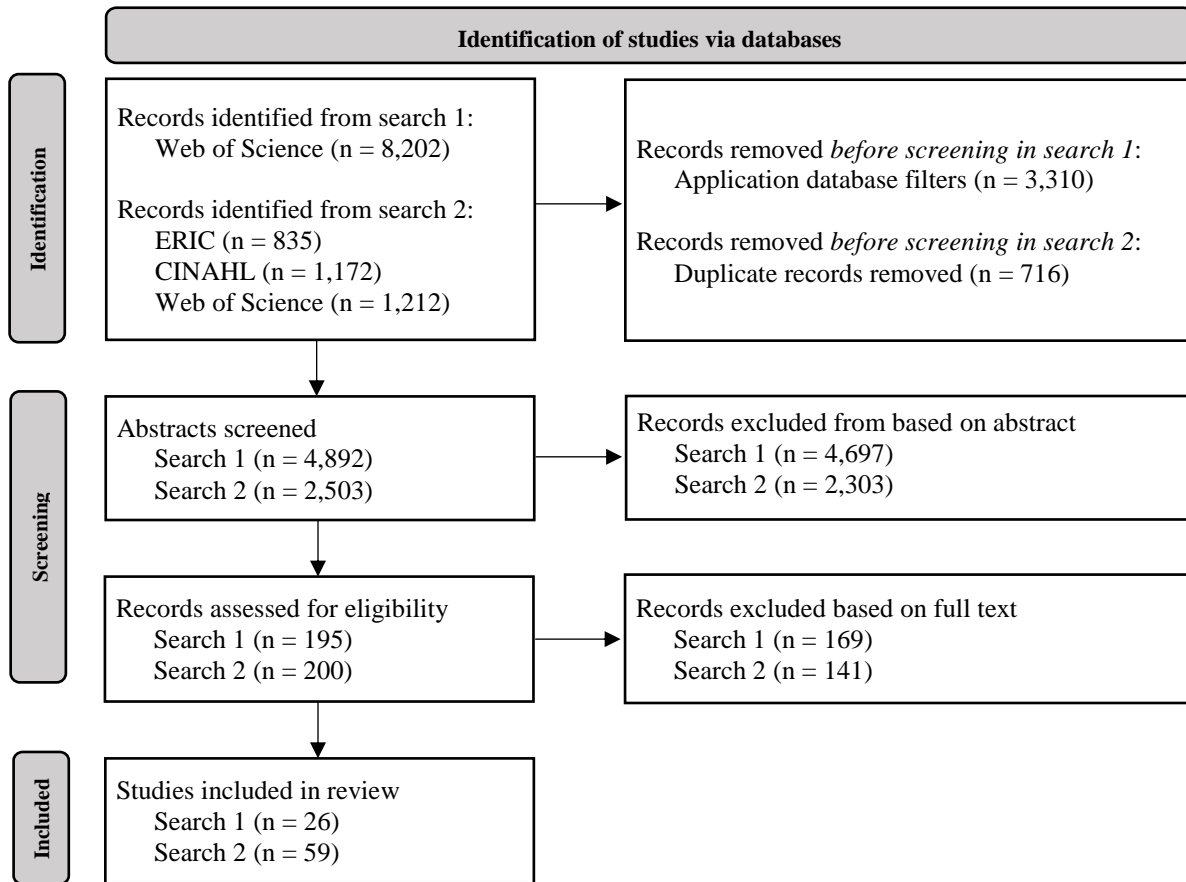 Identification of studies via databases
Identification
Records identified from search 1:
Web of Science (n = 8,202)
Records identified from search 2:
ERIC (n = 835)
CINAHL (n = 1,172)
Web of Science (n = 1,212)
Records removed before screening in search 1:
Application database filters (n = 3,310)
Records removed before screening in search 2:
Duplicate records removed (n = 716)
Screening
Abstracts screened
Search 1 (n = 4,892)
Search 2 (n = 2,503)
Records excluded from based on abstract
Search 1 (n = 4,697)
Search 2 (n = 2,303)
Records assessed for eligibility
Search 1 (n = 195)
Search 2 (n = 200)
Records excluded based on full text
Search 1 (n = 169)
Search 2 (n = 141)
Included
Studies included in review
Search 1 (n = 26)
Search 2 (n = 59)